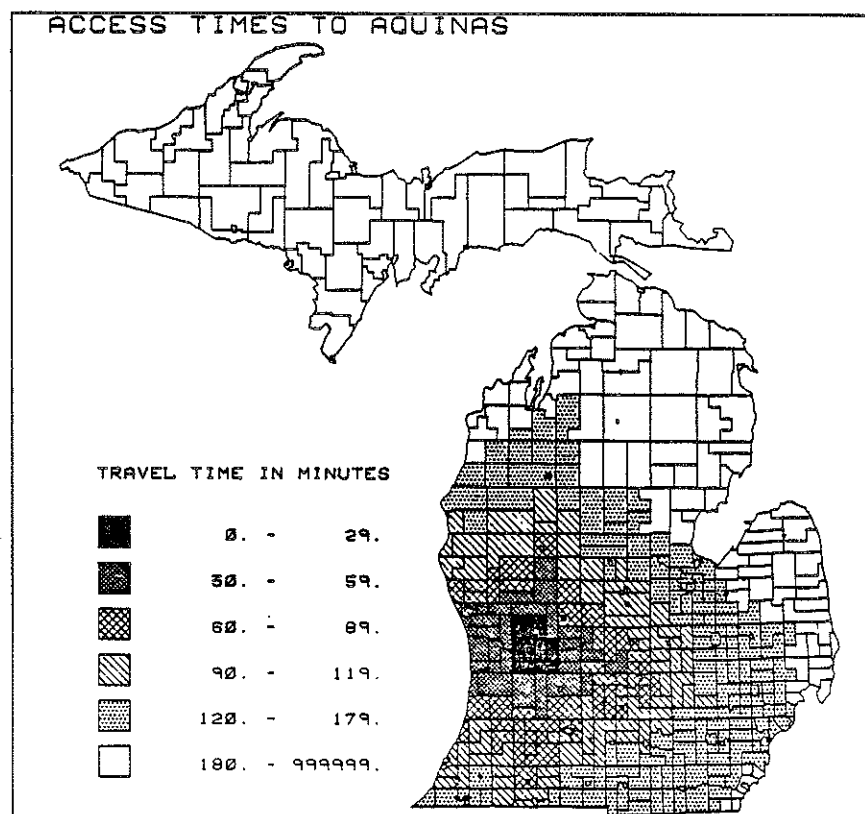 ACCESS TIMES TO AQUINAS
TRAVEL TIME IN MINUTES
0. - 29.
30. - 59.
60. - 89.
90. - 119.
120. - 179.
180. - 999999.